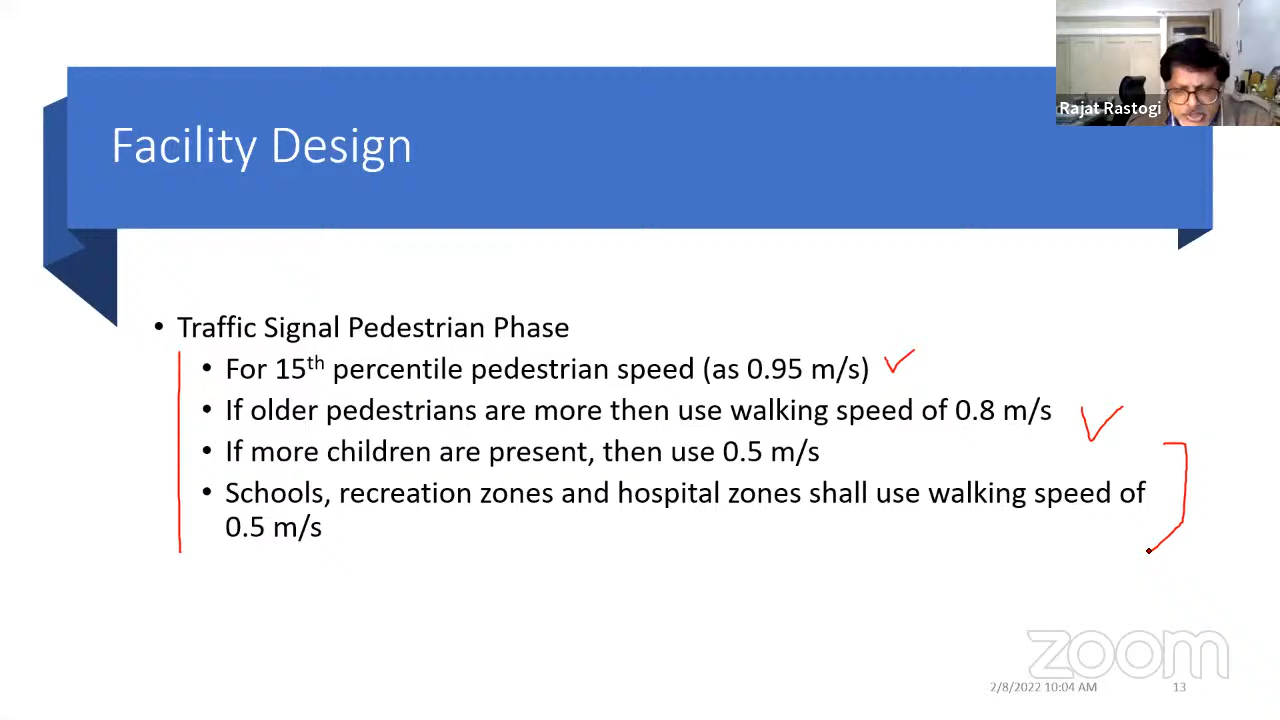 Rajat Rastogi
Facility Design
• Traffic Signal Pedestrian Phase
• For 15th percentile pedestrian speed (as 0.95 m/s)
• If older pedestrians are more then use walking speed of 0.8 m/s
• If more children are present, then use 0.5 m/s
• Schools, recreation zones and hospital zones shall use walking speed of
0.5 m/s
zoom
2/8/2022 10:04 AM 13